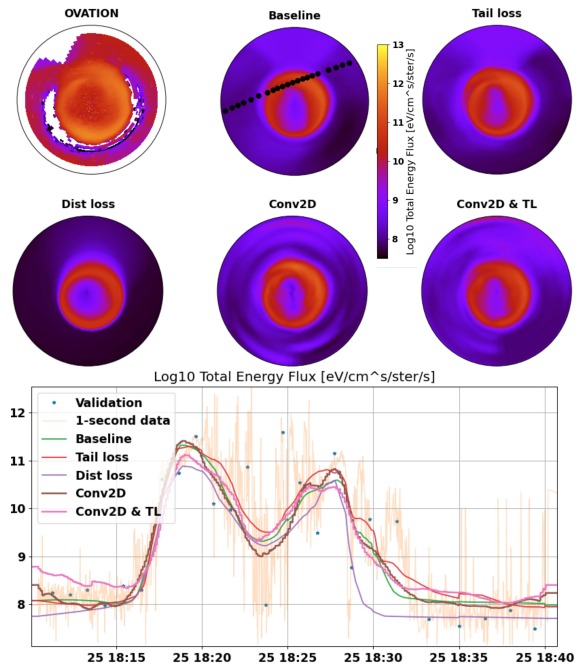 OVATION
Baseline
Tail loss
13
12
11
10
9
8
Log10 Total Energy Flux [eV/cm^s/ster/s]
Dist loss
Conv2D
Conv2D & TL
Log10 Total Energy Flux [eV/cm^s/ster/s]
12
11
10
9
8
Validation
1-second data
Baseline
Tail loss
Dist loss
Conv2D
Conv2D & TL
25 18:15
25 18:20
25 18:25
25 18:30
25 18:35
25 18:40